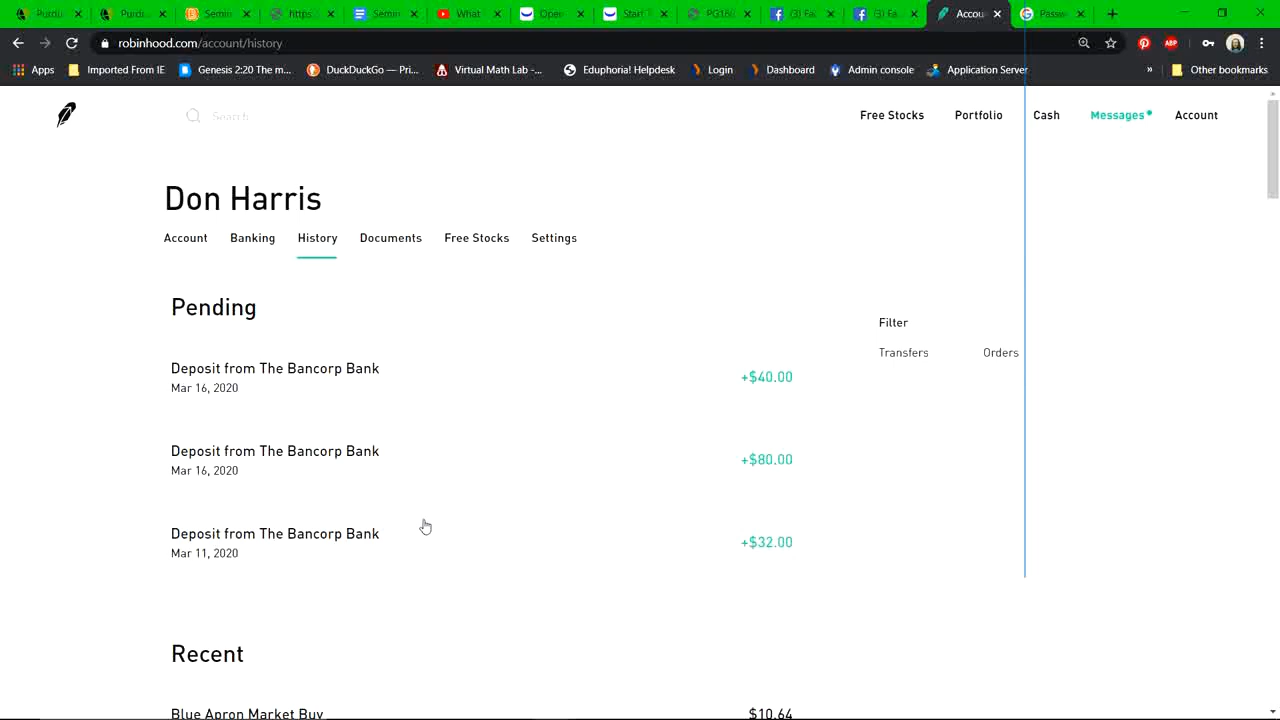 Purdu
Purdu
Semin
https:
Semin
What
Open
Start
PG18
(3) Fa
(3) Fa
Accou
Passw
robinhood.com/account/history
ABP
Apps
Imported From IE
Genesis 2:20 The m...
DuckDuckGo — Pri...
Virtual Math Lab -...
Eduphoria! Helpdesk
Login
Dashboard
Admin console
Application Server
»
Other bookmarks
Search
Free Stocks
Portfolio
Cash
Messages
Account
Don Harris
Account
Banking
History
Documents
Free Stocks
Settings
Pending
Filter
Transfers
Orders
Deposit from The Bancorp Bank
Mar 16, 2020
+$40.00
Deposit from The Bancorp Bank
Mar 16, 2020
+$80.00
Deposit from The Bancorp Bank
Mar 11, 2020
+$32.00
Recent
Blue Apron Market Buy
$10.64